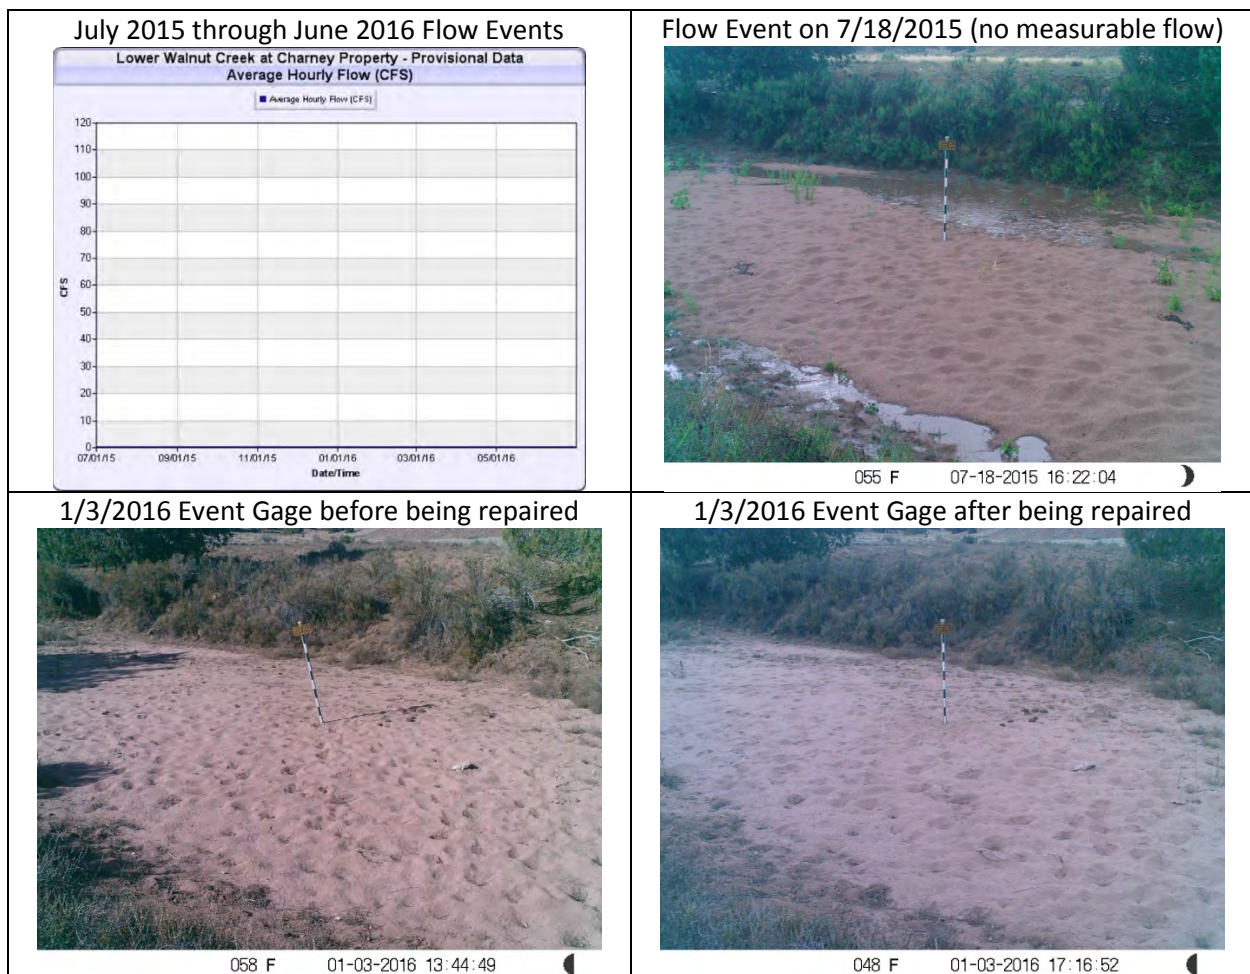 July 2015 through June 2016 Flow Events
Lower Walnut Creek at Charney Property - Provisional Data
Average Hourly Flow (CFS)
Average Hourly Flow (CFS)
120
110
100
90
80
70
60
50
40
30
20
10
0
CFS
07/01/15 09/01/15 11/01/15 01/01/16 03/01/16 05/01/16
Date/Time
Flow Event on 7/18/2015 (no measurable flow)
055 F 07-18-2015 16:22:04
1/3/2016 Event Gage before being repaired
058 F 01-03-2016 13:44:49
1/3/2016 Event Gage after being repaired
048 F 01-03-2016 17:16:52